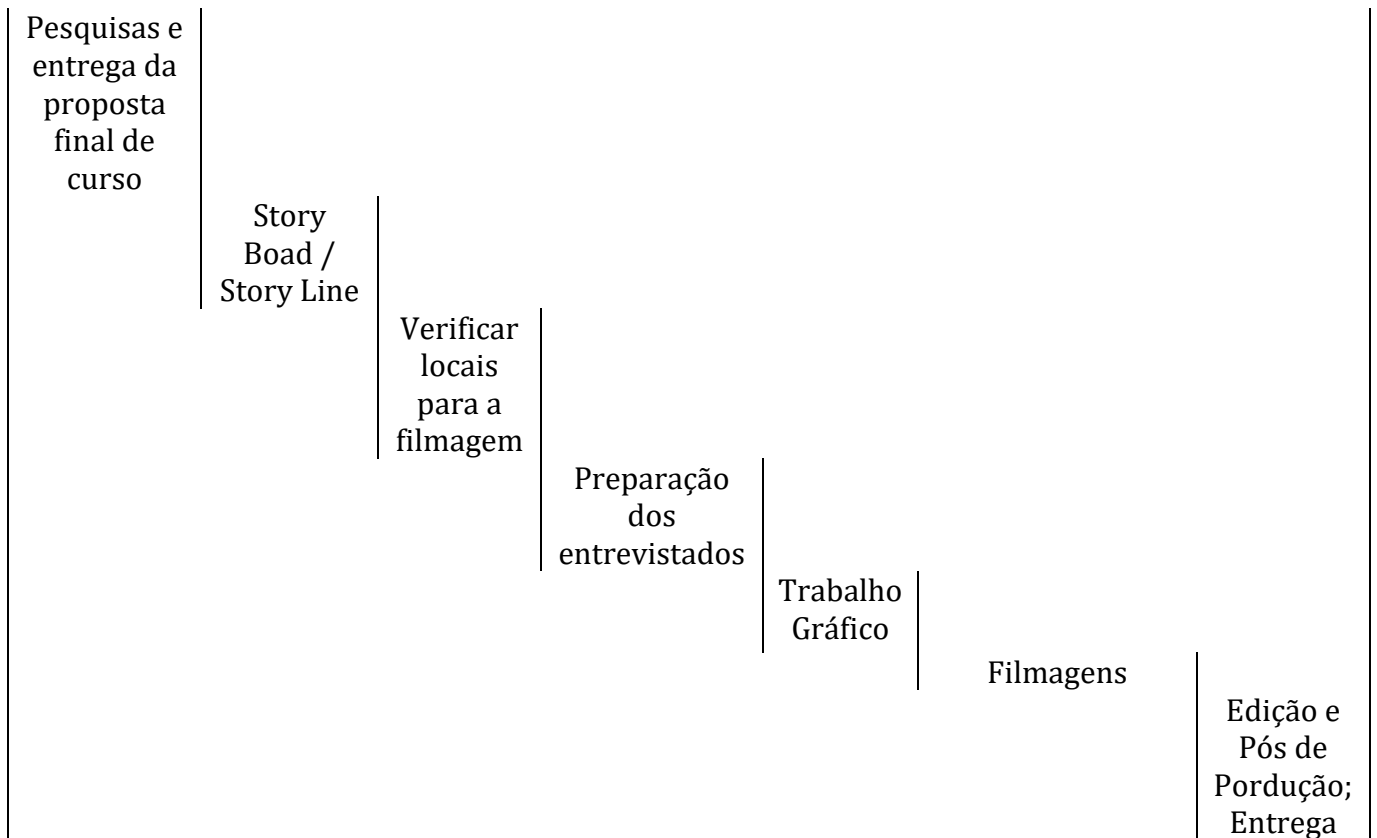 Pesquisas e
entrega da
proposta
final de
curso
Story
Boad /
Story Line
Verificar
locais
para a
filmagem
Preparação
dos
entrevistados
Trabalho
Gráfico
Filmagens
Edição e
Pós de
Pordução;
Entrega